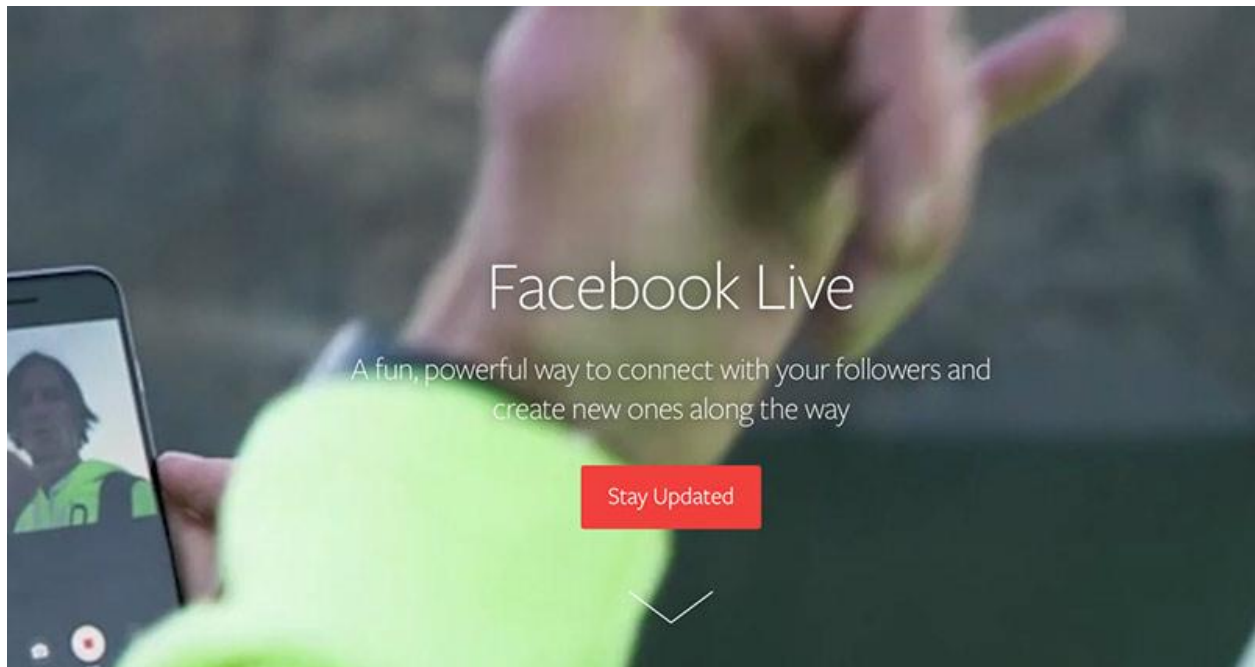 Facebook Live
A fun, powerful way to connect with your followers and
create new ones along the way
Stay Updated